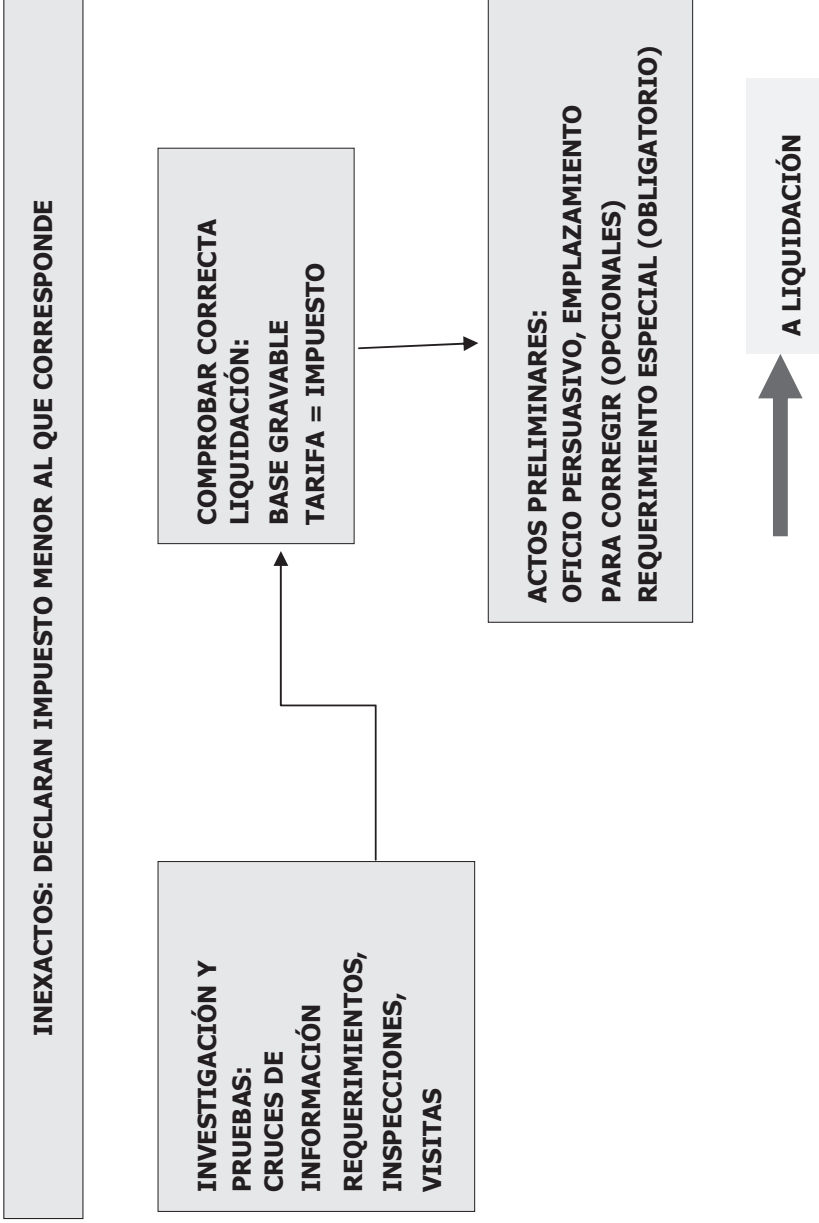 INEXACTOS: DECLARAN IMPUESTO MENOR AL QUE CORRESPONDE
INVESTIGACIÓN Y
PRUEBAS:
CRUCES DE
INFORMACIÓN
REQUERIMIENTOS,
INSPECCIONES,
VISITAS
COMPROBAR CORRECTA
LIQUIDACIÓN:
BASE GRAVABLE
TARIFA = IMPUESTO
ACTOS PRELIMINARES:
OFICIO PERSUASIVO, EMPLAZAMIENTO
PARA CORREGIR (OPCIONALES)
REQUERIMIENTO ESPECIAL (OBLIGATORIO)
A LIQUIDACIÓN